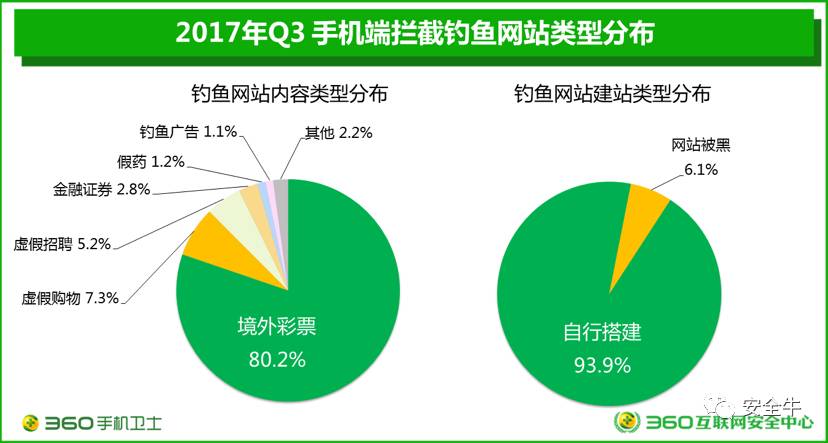 2017年Q3 手机端拦截钓鱼网站类型分布
钓鱼网站内容类型分布
钓鱼广告 1.1%
其他 2.2%
假药 1.2%
金融证券 2.8%
虚假招聘 5.2%
虚假购物 7.3%
境外彩票
80.2%
钓鱼网站建站类型分布
网站被黑
6.1%
自行搭建
93.9%
安全牛
360手机卫士
360互联网安全中心